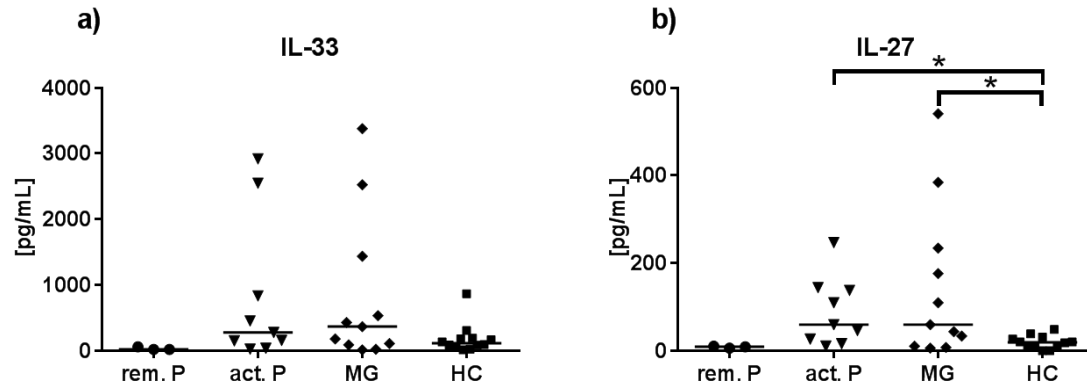 a)
IL-33
[pg/mL]
4000
3000
2000
1000
0
rem. P act. P MG HC
b)
IL-27
* 
*
[pg/mL]
600
400
200
0
rem. P act. P MG HC